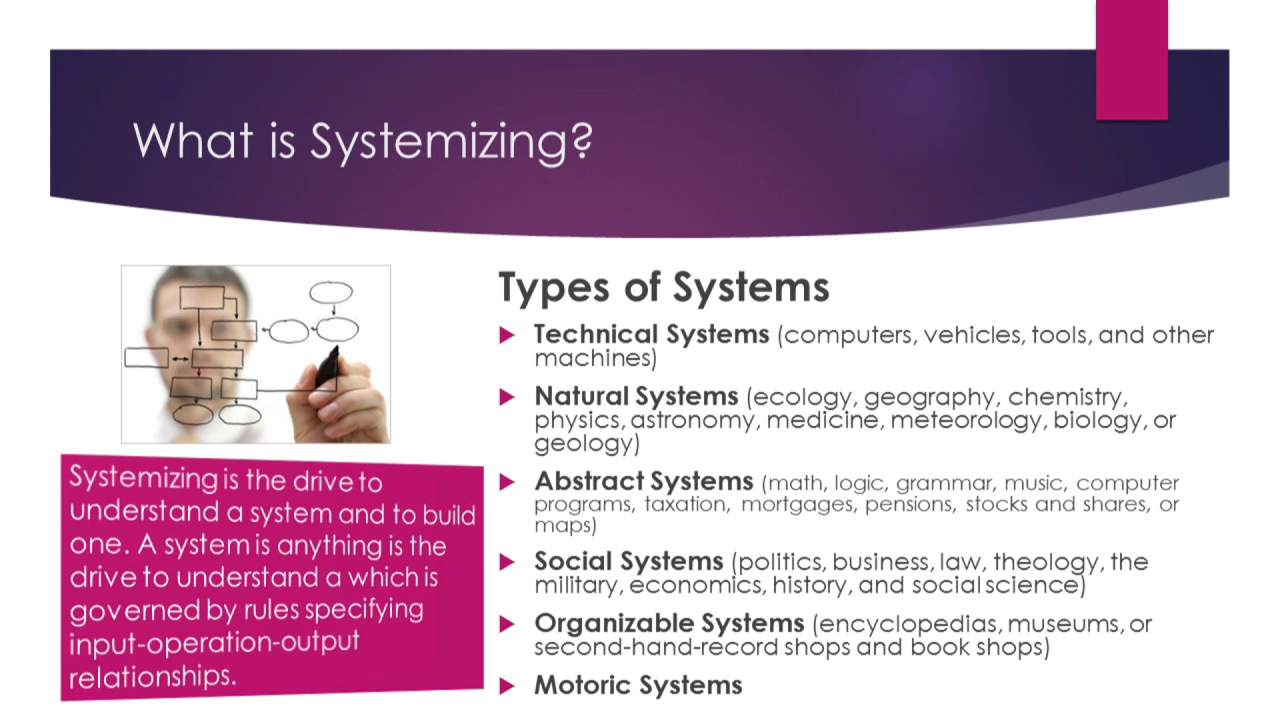 What is Systemizing?
Systemizing is the drive to
understand a system and to build
one. A system is anything is the
drive to understand a which is
governed by rules specifying
input-operation-output
relationships.
Types of Systems
Technical Systems (computers, vehicles, tools, and other
machines)
Natural Systems (ecology, geography, chemistry,
physics, astronomy, medicine, meteorology, biology, or
geology)
Abstract Systems (math, logic, grammar, music, computer
programs, taxation, mortgages, pensions, stocks and shares, or
maps)
Social Systems (politics, business, law, theology, the
military, economics, history, and social science)
Organizable Systems (encyclopedias, museums, or
second-hand-record shops and book shops)
Motoric Systems